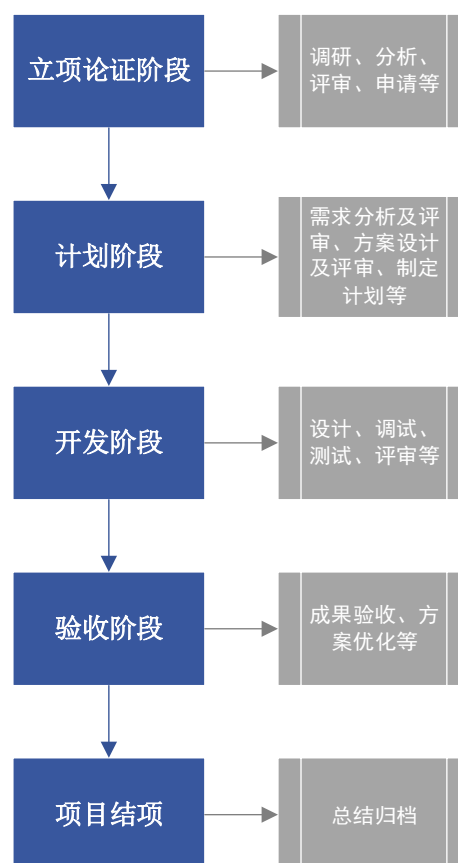 立项论证阶段
调研、分析、
评审、申请等
计划阶段
需求分析及评
审、方案设计
及评审、制定
计划等
开发阶段
设计、调试、
测试、评审等
验收阶段
成果验收、方
案优化等
项目结项
总结归档